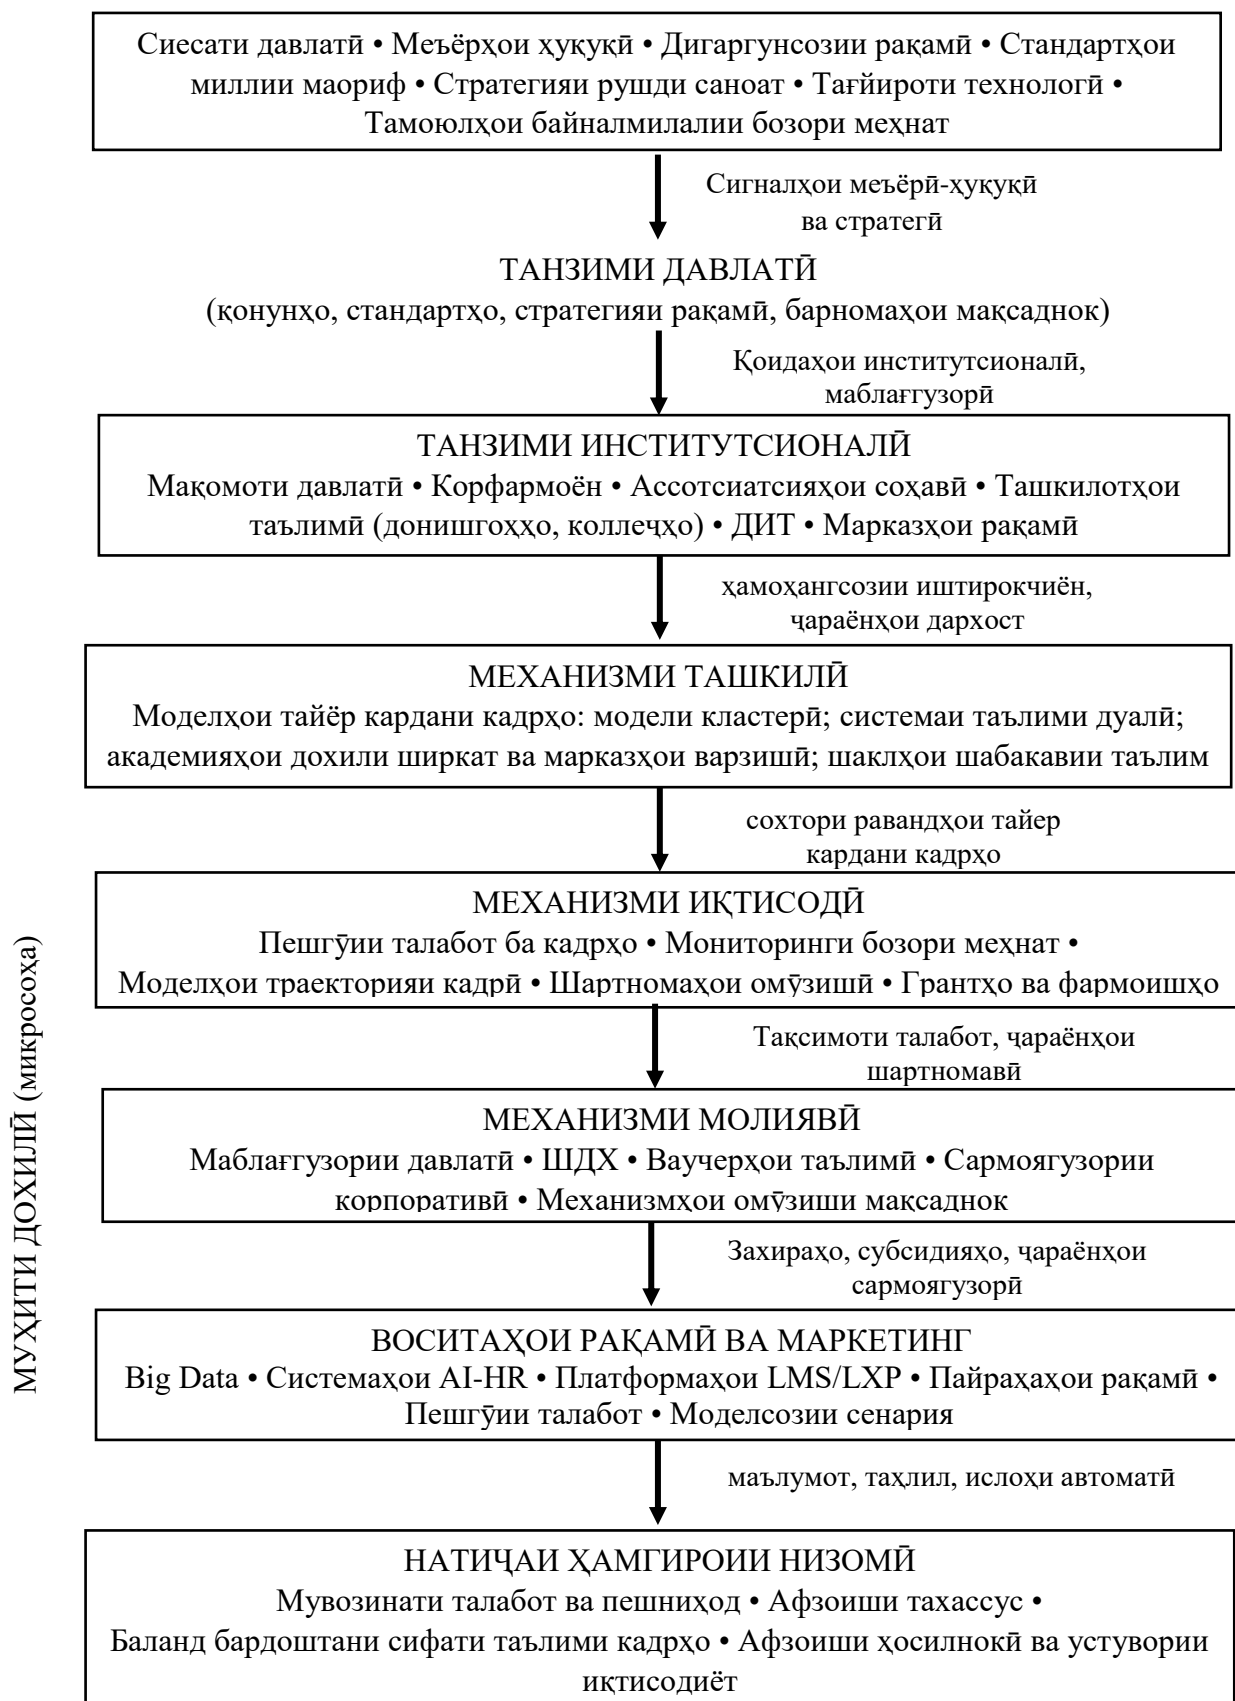 Сиесати давлатӣ • Меъёрҳои ҳуқуқӣ • Дигаргунсозии рақамӣ • Стандартҳои
миллии маориф • Стратегияи рушди саноат • Тағйироти технологӣ •
Тамоюлҳои байналмилалии бозори меҳнат
Сигналҳои меъёрӣ-ҳуқуқӣ
ва стратегӣ
ТАНЗИМИ ДАВЛАТӢ
(қонунҳо, стандартҳо, стратегияи рақамӣ, барномаҳои мақсаднок)
Қоидаҳои институтсионалӣ,
маблағгузорӣ
ТАНЗИМИ ИНСТИТУТСИОНАЛӢ
Мақомоти давлатӣ • Корфармоён • Ассотсиатсияҳои соҳавӣ • Ташкилотҳои
таълимӣ (донишгоҳҳо, коллеҷҳо) • ДИТ • Марказҳои рақамӣ
ҳамоҳангсозии иштирокчиён,
ҷараёнҳои дархост
МЕХАНИЗМИ ТАШКИЛӢ
Моделҳои тайёр кардани кадрҳо: модели кластерӣ; системаи таълими дуалӣ;
академияҳои дохили ширкат ва марказҳои варзишӣ; шаклҳои шабакавии таълим
сохтори равандҳои тайер
кардани кадрҳо
МЕХАНИЗМИ ИҚТИСОДӢ
Пешгӯии талабот ба кадрҳо • Мониторинги бозори меҳнат •
Моделҳои траекторияи кадрӣ • Шартномаҳои омӯзишӣ • Грантҳо ва фармоишҳо
Тақсимоти талабот, ҷараёнҳои
шартномавӣ
МЕХАНИЗМИ МОЛИЯВӢ
Маблағгузории давлатӣ • ШДХ • Ваучерҳои таълимӣ • Сармоягузории
корпоративӣ • Механизмҳои омӯзиши мақсаднок
Захираҳо, субсидияҳо, ҷараёнҳои
сармоягузорӣ
ВОСИТАҲОИ РАҚАМӢ ВА МАРКЕТИНГ
Big Data • Системаҳои AI-HR • Платформаҳои LMS/LXP • Пайраҳаҳои рақамӣ •
Пешгӯии талабот • Моделсозии сенария
маълумот, таҳлил, ислоҳи автоматӣ
НАТИҶАИ ҲАМГИРОИИ НИЗОМӢ
Мувозинати талабот ва пешниҳод • Афзоиши тахассус •
Баланд бардоштани сифати таълими кадрҳо • Афзоиши ҳосилнокӣ ва устувории
иқтисодиёт
МУҲИТИ ДОХИЛӢ (микросоҳа)